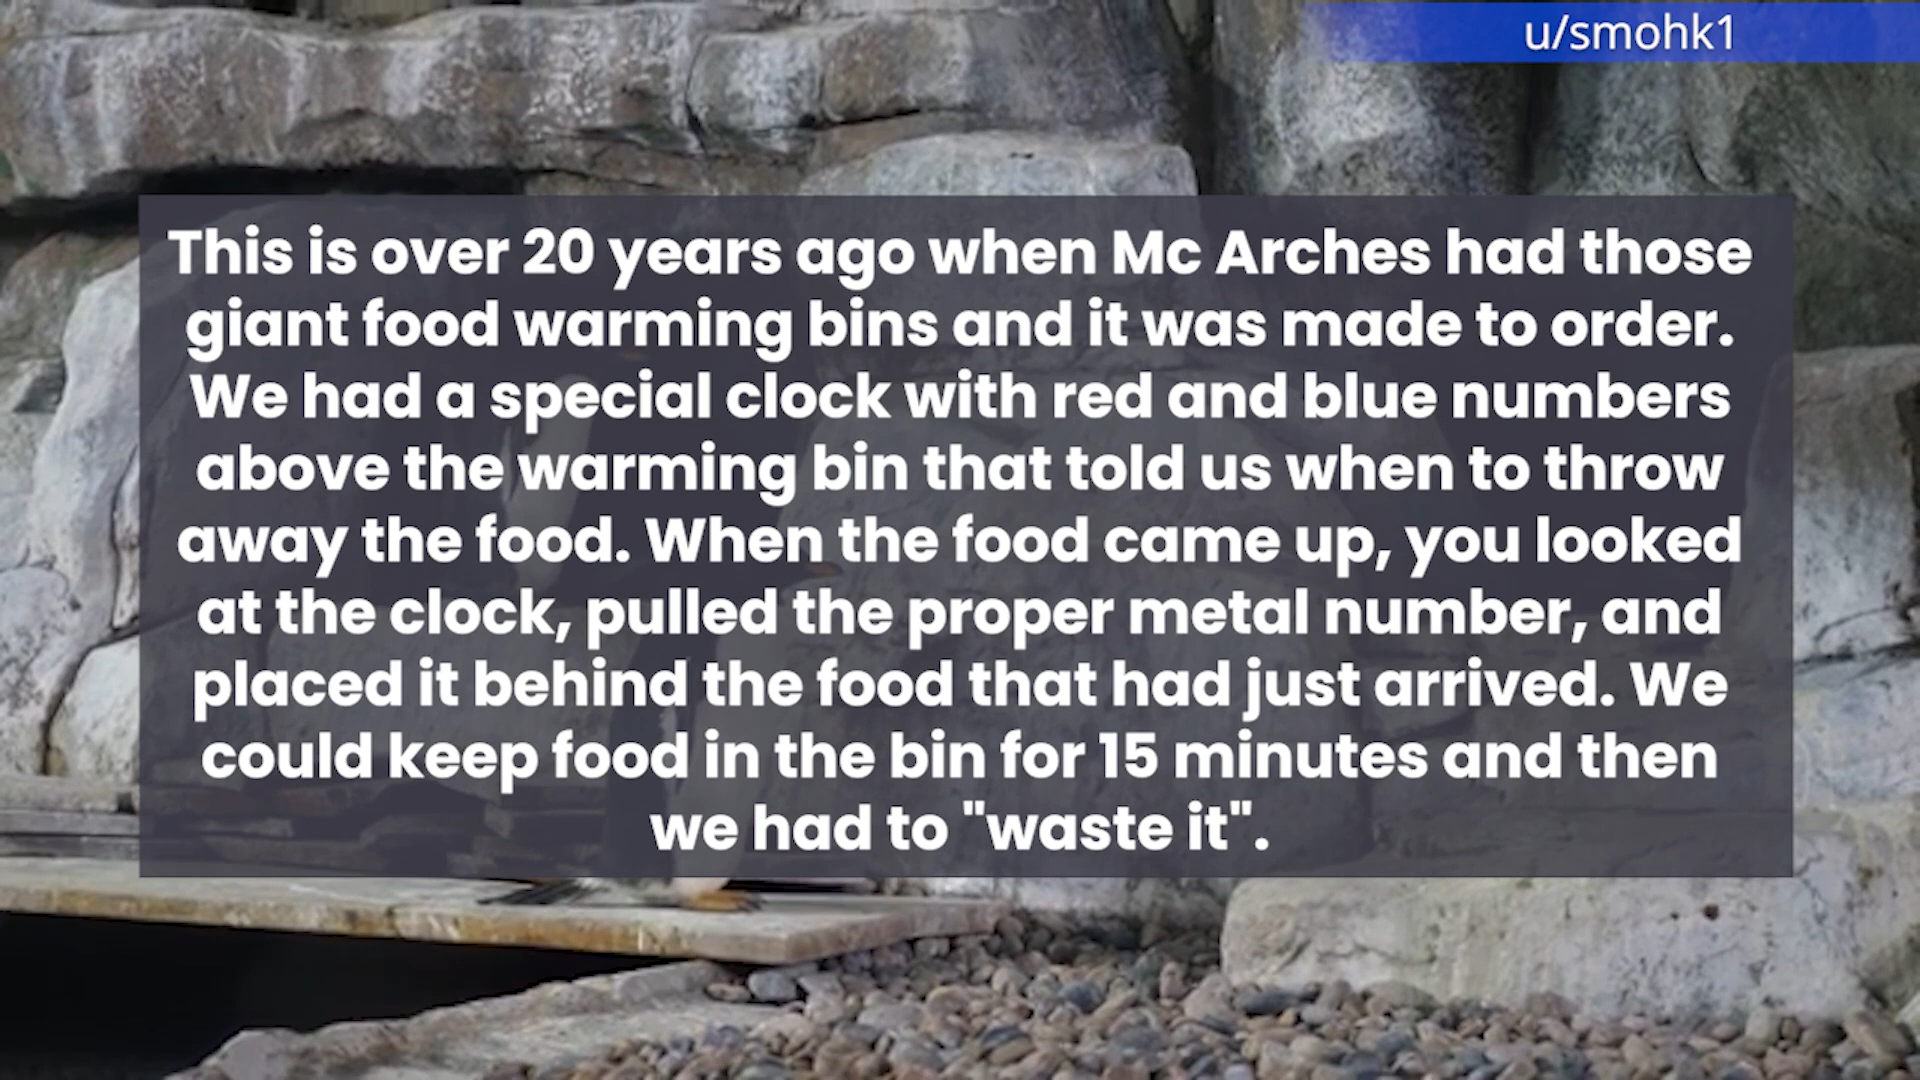 u/smohk1
This is over 20 years ago when Mc Arches had those
giant food warming bins and it was made to order.
We had a special clock with red and blue numbers
above the warming bin that told us when to throw
away the food. When the food came up, you looked
at the clock, pulled the proper metal number, and
placed it behind the food that had just arrived. We
could keep food in the bin for 15 minutes and then
we had to "waste it".